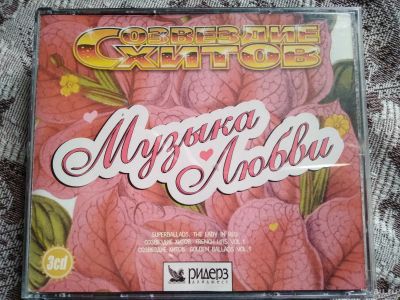 СОЗВЕЗДИЕ
ХИТОВ
Музыка
Любви
SUPERBALLADS. THE LADY IN RED
СОЗВЕЗДИЕ ХИТОВ. FRENCH HITS VOL.1
СОЗВЕЗДИЕ ХИТОВ. GOLDEN BALLADS VOL.1
3cd
РИДЕРЗ
ДАЙДЖЕСТ